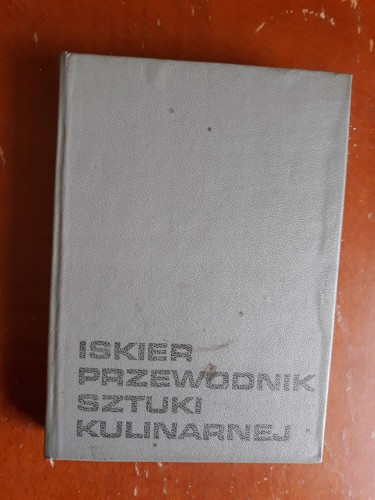 ISKIER
PRZEWODNIK
SZTUKI
KULINARNEJ